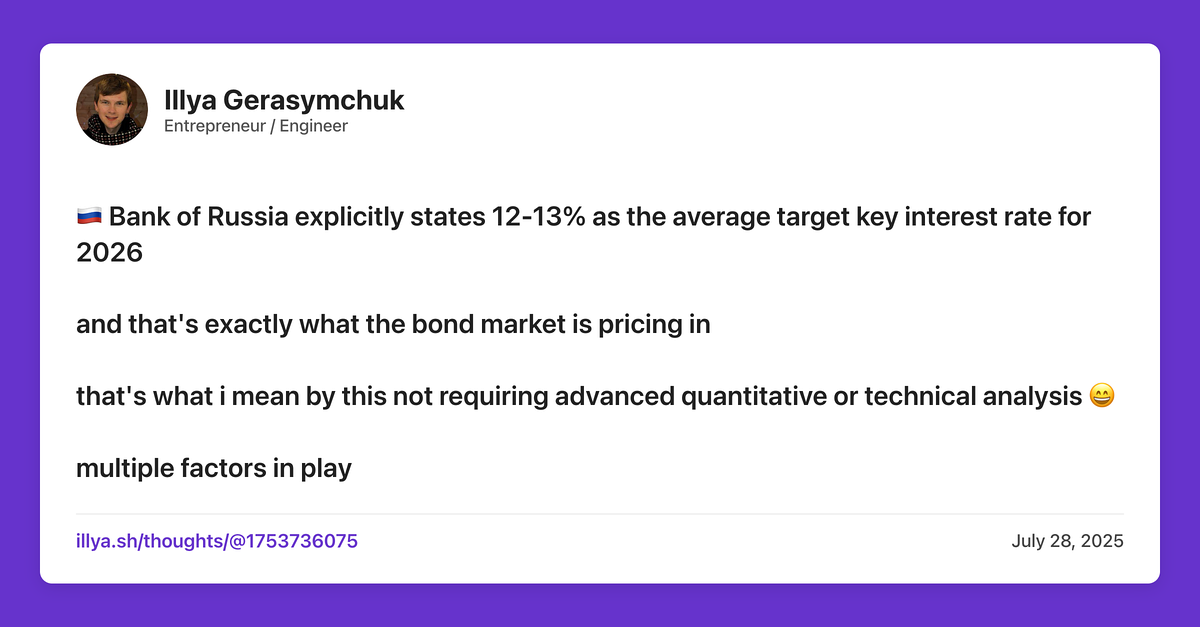 Illya Gerasymchuk
Entrepreneur / Engineer
🇷🇺 Bank of Russia explicitly states 12-13% as the average target key interest rate for
2026
and that's exactly what the bond market is pricing in
that's what i mean by this not requiring advanced quantitative or technical analysis 😄
multiple factors in play
illya.sh/thoughts/@1753736075
July 28, 2025